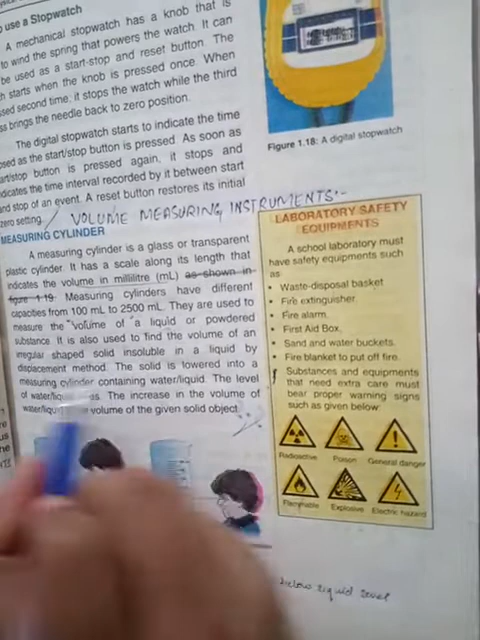 use a Stopwatch
A mechanical stopwatch has a knob that is
to wind the spring that powers the watch. It can
be used as a start-stop and reset button. The
starts when the knob is pressed once. When
second time, it stops the watch while the third
brings the needle back to zero position.
The digital stopwatch starts to indicate the time
as the start/stop button is pressed. As soon as
button is pressed again, it stops and
indicates the time interval recorded by it between start
and stop of an event. A reset button restores its initial
zero setting.
Figure 1.18: A digital stopwatch
VOLUME MEASURING INSTRUMENTS:-
MEASURING CYLINDER
A measuring cylinder is a glass or transparent
plastic cylinder. It has a scale along its length that
indicates the volume in millilitre (mL) as shown in
figure 1.19. Measuring cylinders have different
capacities from 100 mL to 2500 mL. They are used to
measure the volume of a liquid or powdered
substance. It is also used to find the volume of an
irregular shaped solid insoluble in a liquid by
displacement method. The solid is lowered into a
measuring cylinder containing water/liquid. The level
of water/liquid The increase in the volume of
water/liquid volume of the given solid object.
LABORATORY SAFETY
EQUIPMENTS
A school laboratory must
have safety equipments such
as:
• Waste-disposal basket
• Fire extinguisher.
• Fire alarm.
• First Aid Box.
• Sand and water buckets.
• Fire blanket to put off fire.
Substances and equipments
that need extra care must
bear proper warning signs
such as given below:
Radioactive Poison General danger
Flammable Explosive Electric hazard
below liquid level